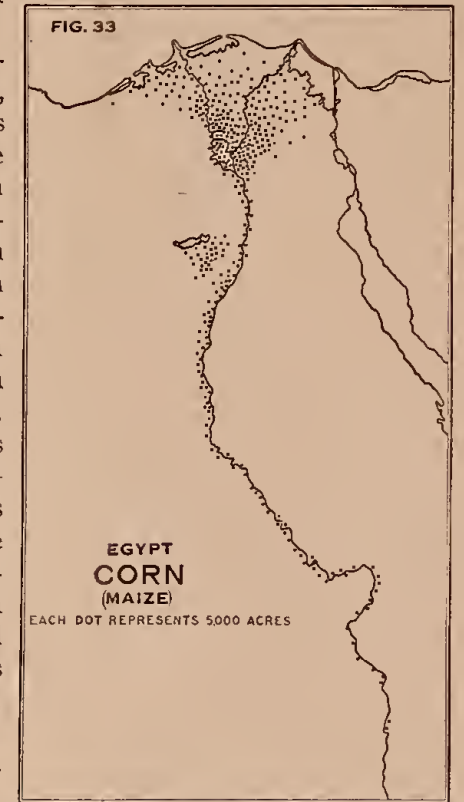 FIG. 33
EGYPT
CORN
(MAIZE)
EACH DOT REPRESENTS 5,000 ACRES